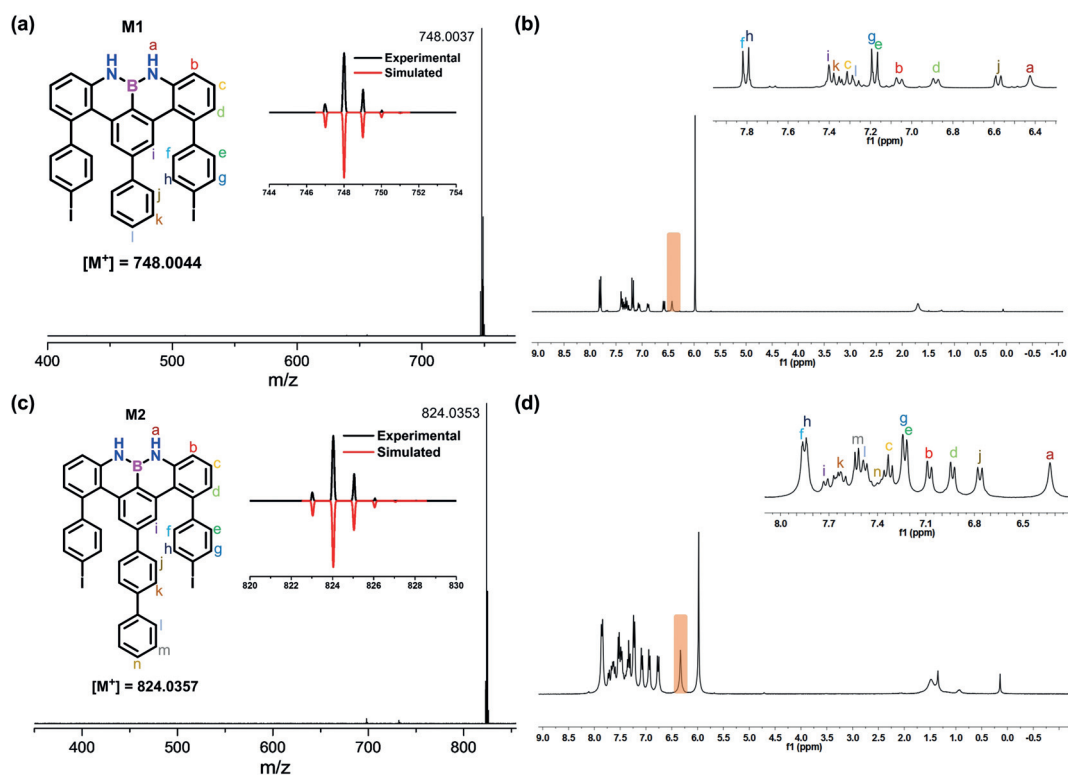 (a)
M1
H
N
a
H
N
B
b
c
d
i
f
e
h
g
j
k
l
I
I
[M⁺] = 748.0044
748.0037
Experimental
Simulated
744 746 748 750 752 754
400 500 600 700
m/z
(b)
f h i k c l g e b d j a
7.8 7.6 7.4 7.2 7.0 6.8 6.6 6.4
f1 (ppm)
9.0 8.5 8.0 7.5 7.0 6.5 6.0 5.5 5.0 4.5 4.0 3.5 3.0 2.5 2.0 1.5 1.0 0.5 0.0 -0.5 -1.0
f1 (ppm)
(c)
M2
H
N
a
H
N
B
b
c
d
i
f
e
h
g
j
k
l
m
n
I
I
[M⁺] = 824.0357
824.0353
Experimental
Simulated
820 822 824 826 828 830
400 500 600 700 800
m/z
(d)
f h i k m l n c g e b d j a
8.0 7.7 7.4 7.1 6.8 6.5
f1 (ppm)
9.0 8.5 8.0 7.5 7.0 6.5 6.0 5.5 5.0 4.5 4.0 3.5 3.0 2.5 2.0 1.5 1.0 0.5 0.0 -0.5 -1.0
f1 (ppm)